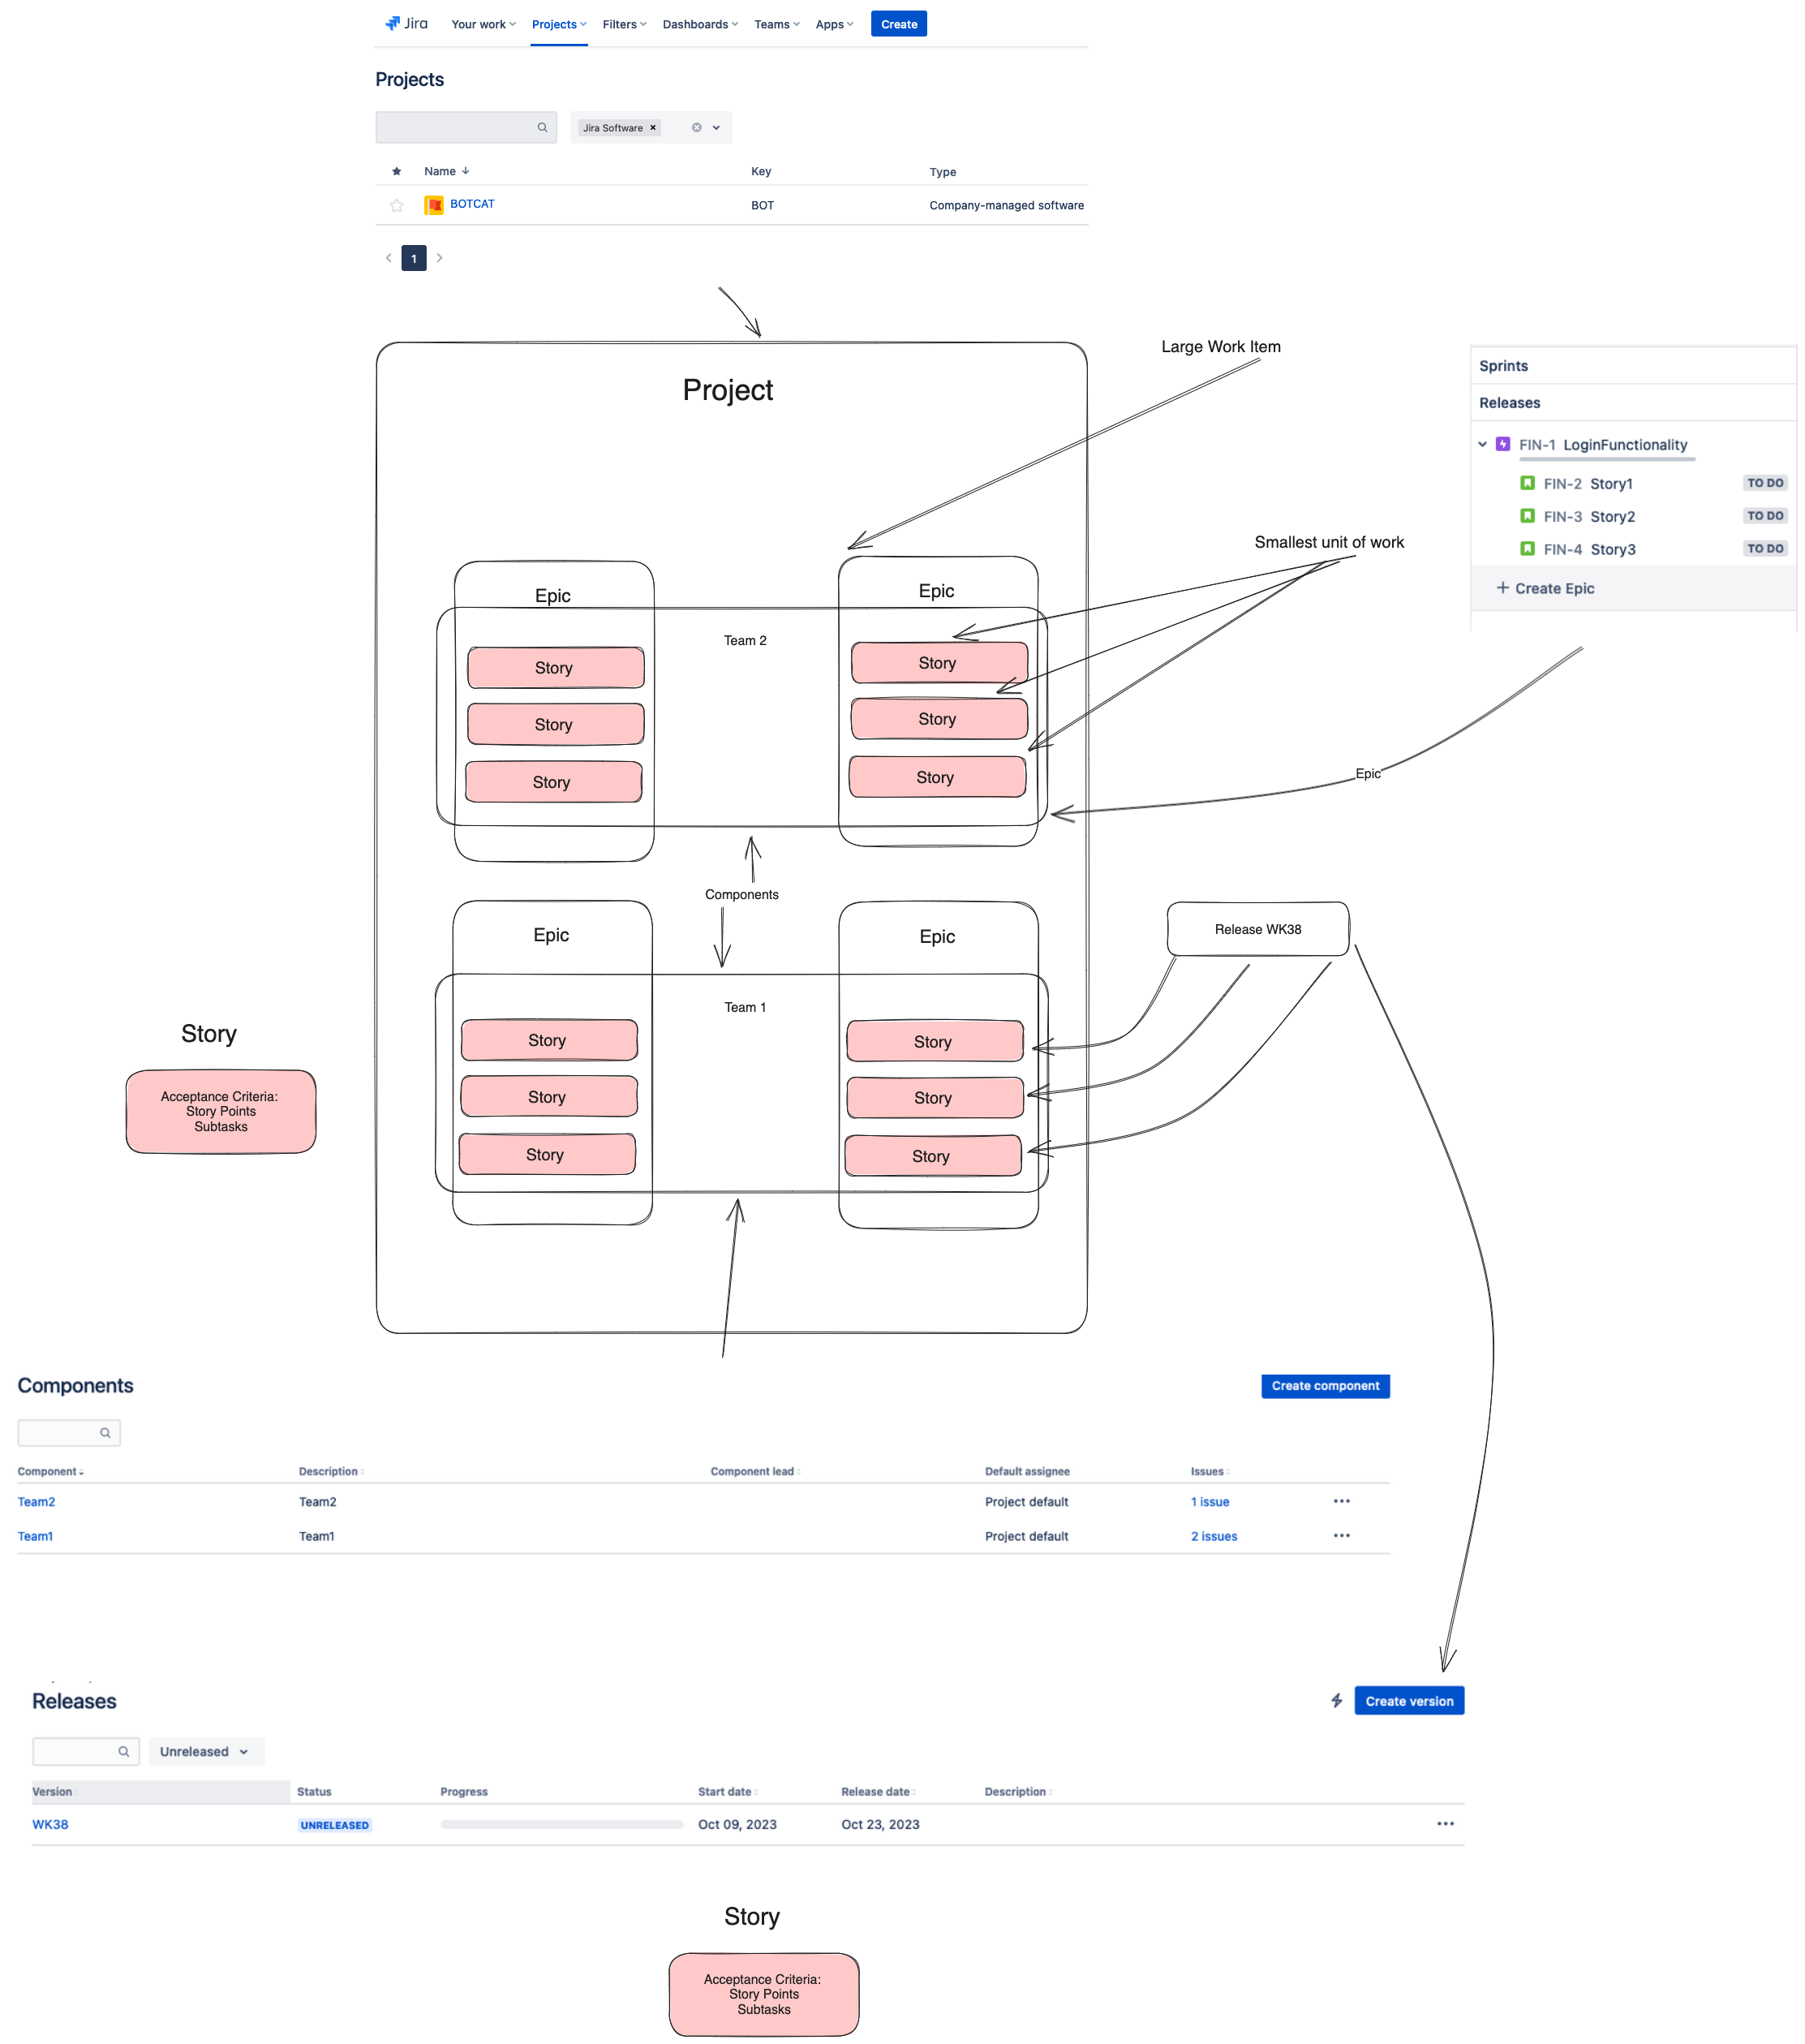 Jira Your work Projects Filters Dashboards Teams Apps Create
Projects
Jira Software
Name Key Type
BOTCAT BOT Company-managed software
1
Project
Large Work Item
Sprints
Releases
FIN-1 LoginFunctionality
FIN-2 Story1 TO DO
FIN-3 Story2 TO DO
FIN-4 Story3 TO DO
+ Create Epic
Smallest unit of work
Epic
Epic
Team 2
Story
Story
Story
Story
Story
Story
Epic
Components
Epic
Epic
Release WK38
Team 1
Story
Story
Story
Story
Story
Story
Story
Acceptance Criteria:
Story Points
Subtasks
Components
Create component
Component Description Component lead Default assignee Issues
Team2 Team2 Project default 1 issue
Team1 Team1 Project default 2 issues
Releases
Create version
Unreleased
Version Status Progress Start date Release date Description
WK38 UNRELEASED Oct 09, 2023 Oct 23, 2023
Story
Acceptance Criteria:
Story Points
Subtasks